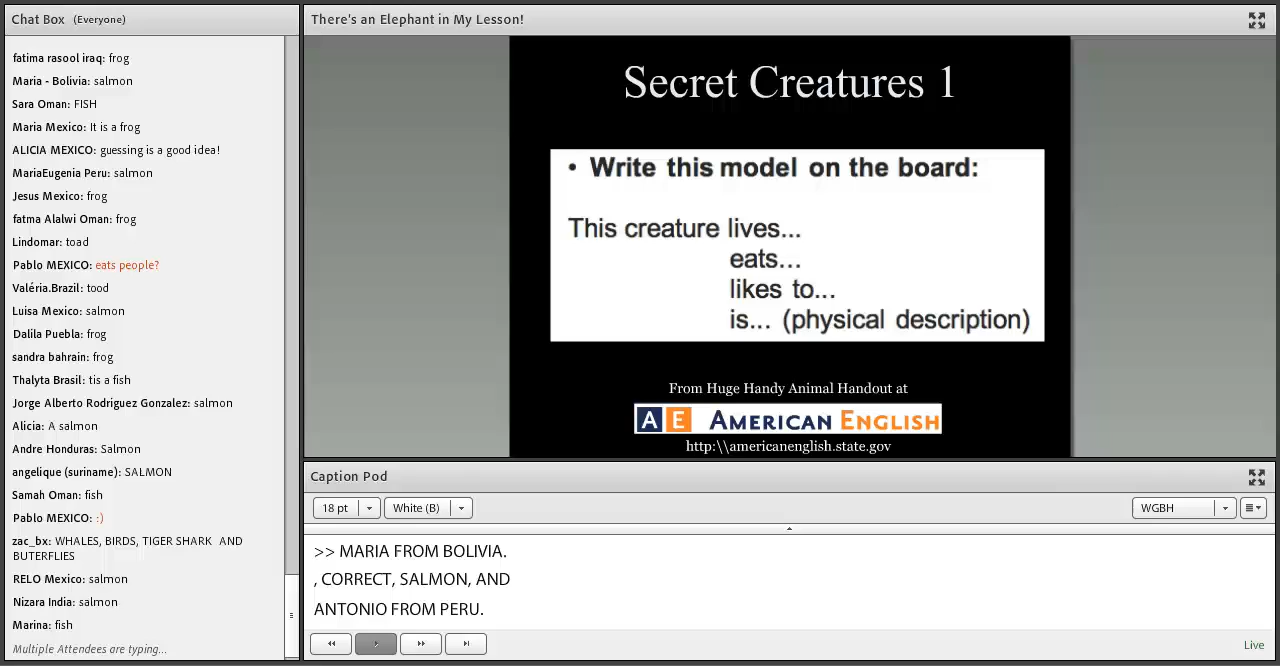 Chat Box (Everyone)
fatima rasool iraq: frog
Maria - Bolivia: salmon
Sara Oman: FISH
Maria Mexico: It is a frog
ALICIA MEXICO: guessing is a good idea!
MariaEugenia Peru: salmon
Jesus Mexico: frog
fatma Alalwi Oman: frog
Lindomar: toad
Pablo MEXICO: eats people?
Valéria.Brazil: tood
Luisa Mexico: salmon
Dalila Puebla: frog
sandra bahrain: frog
Thalyta Brasil: tis a fish
Jorge Alberto Rodriguez Gonzalez: salmon
Alicia: A salmon
Andre Honduras: Salmon
angelique (suriname): SALMON
Samah Oman: fish
Pablo MEXICO: :)
zac_bx: WHALES, BIRDS, TIGER SHARK AND
BUTERFLIES
RELO Mexico: salmon
Nizara India: salmon
Marina: fish
Multiple Attendees are typing...
There's an Elephant in My Lesson!
Secret Creatures 1
• Write this model on the board:
This creature lives...
eats...
likes to...
is... (physical description)
From Huge Handy Animal Handout at
AE AMERICAN ENGLISH
http:\\americanenglish.state.gov
Caption Pod
18 pt White (B) WGBH
>> MARIA FROM BOLIVIA.
, CORRECT, SALMON, AND
ANTONIO FROM PERU.
Live